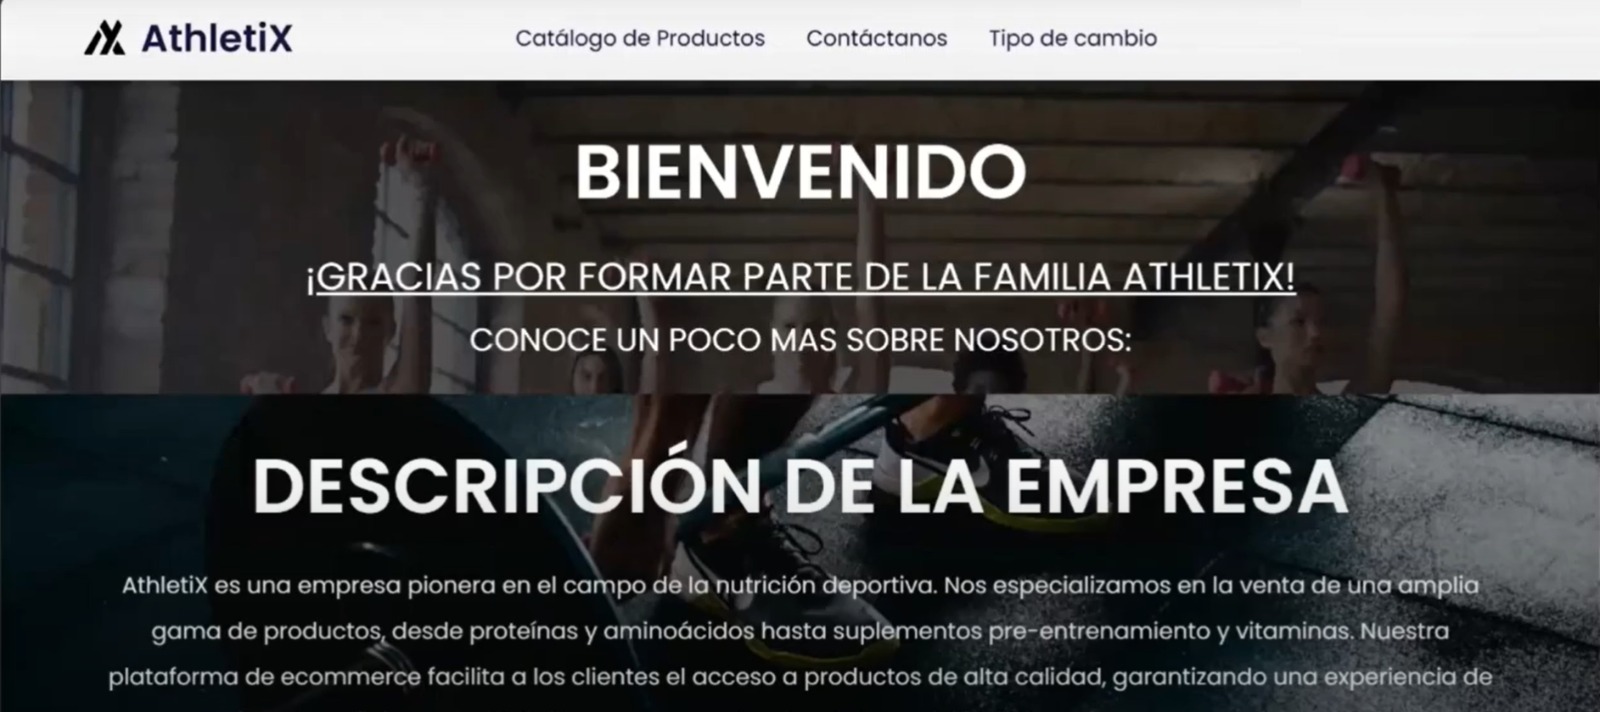 AthletiX
Catálogo de Productos Contáctanos Tipo de cambio
BIENVENIDO
¡GRACIAS POR FORMAR PARTE DE LA FAMILIA ATHLETIX!
CONOCE UN POCO MAS SOBRE NOSOTROS:
DESCRIPCIÓN DE LA EMPRESA
AthletiX es una empresa pionera en el campo de la nutrición deportiva. Nos especializamos en la venta de una amplia
gama de productos, desde proteínas y aminoácidos hasta suplementos pre-entrenamiento y vitaminas. Nuestra
plataforma de ecommerce facilita a los clientes el acceso a productos de alta calidad, garantizando una experiencia de